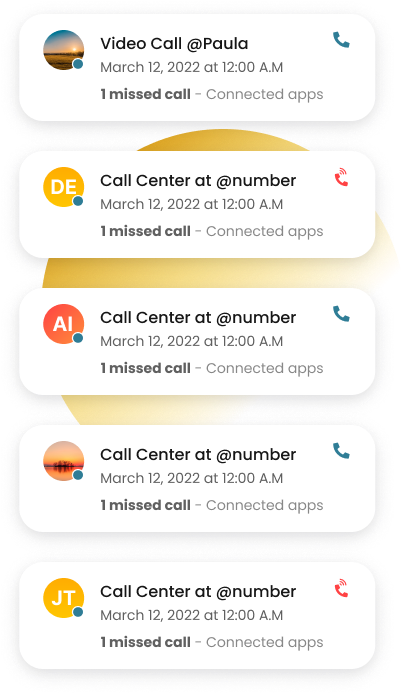 Video Call @Paula
March 12, 2022 at 12:00 A.M
1 missed call - Connected apps
DE
Call Center at @number
March 12, 2022 at 12:00 A.M
1 missed call - Connected apps
AI
Call Center at @number
March 12, 2022 at 12:00 A.M
1 missed call - Connected apps
Call Center at @number
March 12, 2022 at 12:00 A.M
1 missed call - Connected apps
JT
Call Center at @number
March 12, 2022 at 12:00 A.M
1 missed call - Connected apps